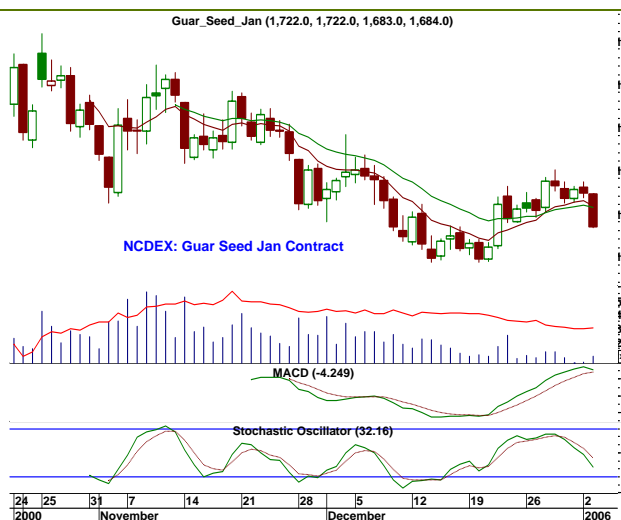 Guar_Seed_Jan (1,722.0, 1,722.0, 1,683.0, 1,684.0)
NCDEX: Guar Seed Jan Contract
MACD (-4.249)
Stochastic Oscillator (32.16)
24 25 31 7 14 21 28 5 12 19 26 2
2000 November December 2006